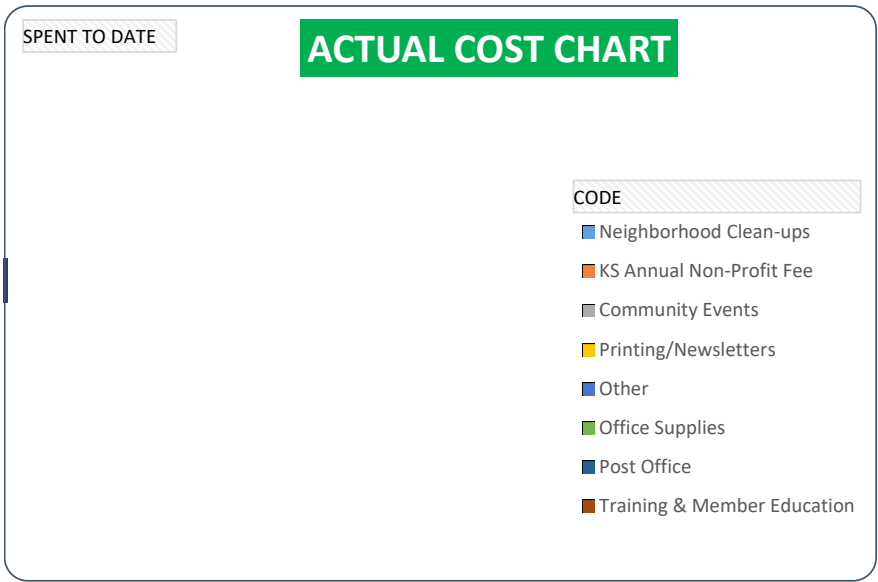 SPENT TO DATE
ACTUAL COST CHART
CODE
Neighborhood Clean-ups
KS Annual Non-Profit Fee
Community Events
Printing/Newsletters
Other
Office Supplies
Post Office
Training & Member Education